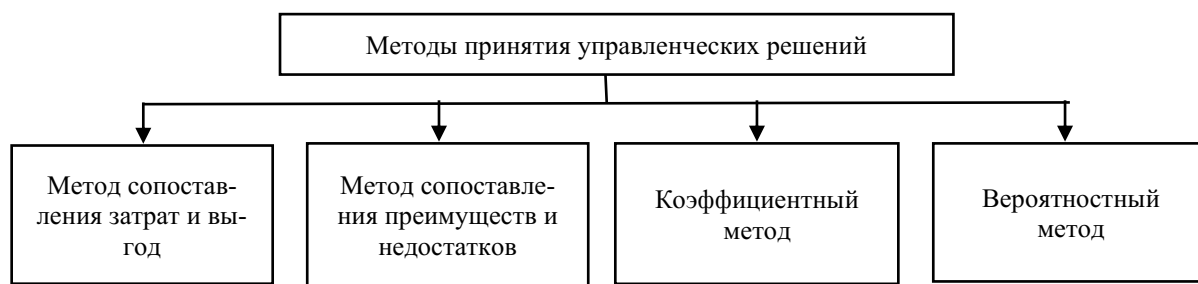 Методы принятия управленческих решений
Метод сопостав-
ления затрат и вы-
год
Метод сопоставле-
ния преимуществ и
недостатков
Коэффициентный
метод
Вероятностный
метод